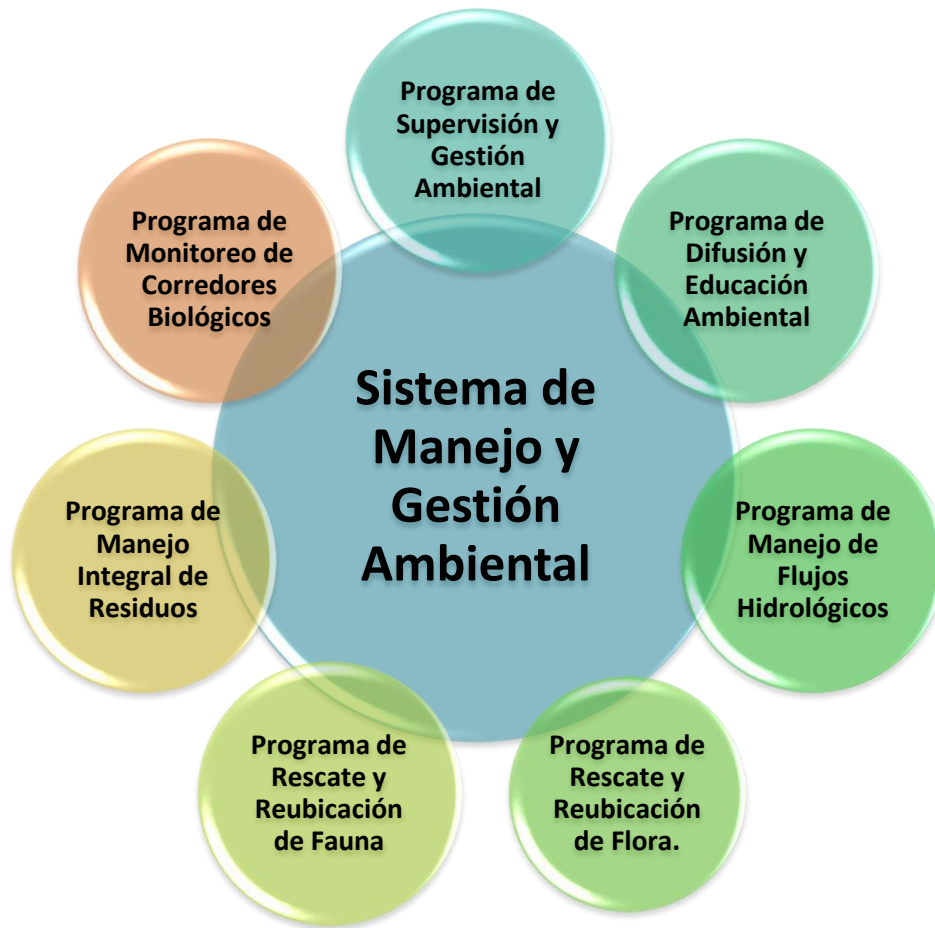 Programa de
Supervisión y
Gestión
Ambiental
Programa de
Difusión y
Educación
Ambiental
Programa de
Manejo de
Flujos
Hidrológicos
Programa de
Rescate y
Reubicación
de Flora.
Programa de
Rescate y
Reubicación
de Fauna
Programa de
Manejo
Integral de
Residuos
Programa de
Monitoreo de
Corredores
Biológicos
Sistema de
Manejo y
Gestión
Ambiental